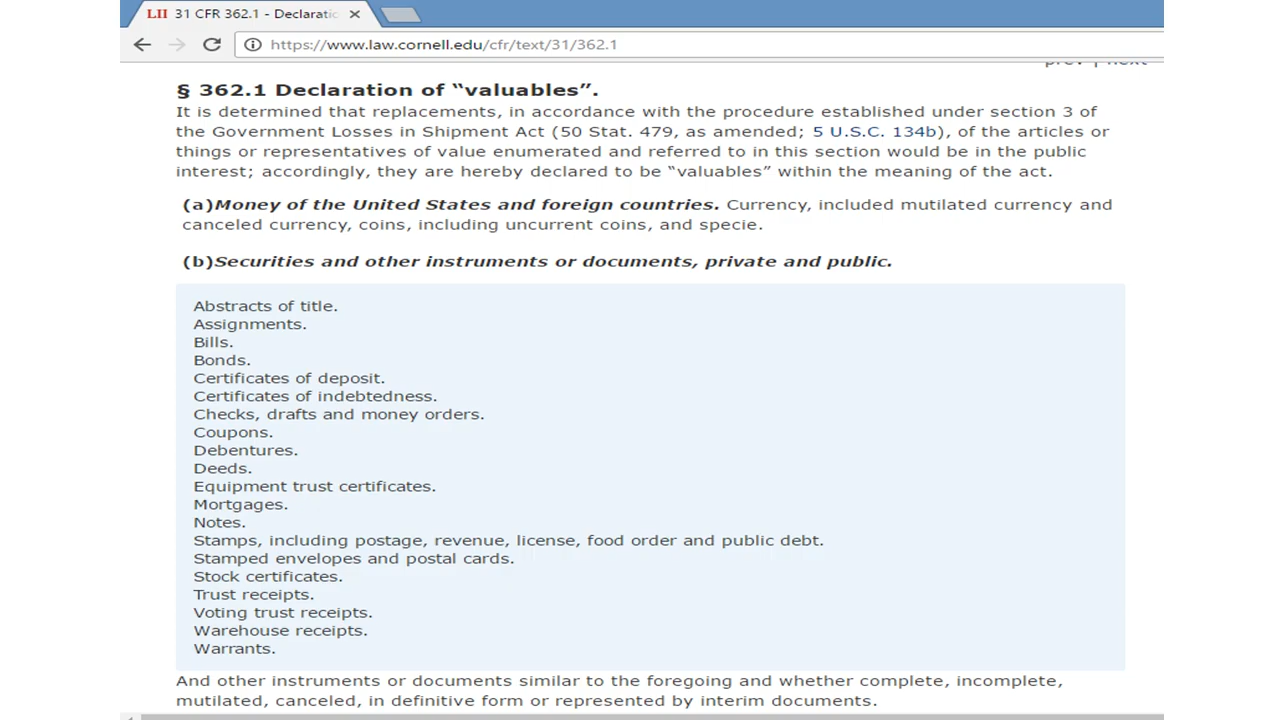 LII 31 CFR 362.1 - Declaratio
https://www.law.cornell.edu/cfr/text/31/362.1
prev | next
§ 362.1 Declaration of “valuables”.
It is determined that replacements, in accordance with the procedure established under section 3 of
the Government Losses in Shipment Act (50 Stat. 479, as amended; 5 U.S.C. 134b), of the articles or
things or representatives of value enumerated and referred to in this section would be in the public
interest; accordingly, they are hereby declared to be “valuables” within the meaning of the act.
(a)Money of the United States and foreign countries. Currency, included mutilated currency and
canceled currency, coins, including uncurrent coins, and specie.
(b)Securities and other instruments or documents, private and public.
Abstracts of title.
Assignments.
Bills.
Bonds.
Certificates of deposit.
Certificates of indebtedness.
Checks, drafts and money orders.
Coupons.
Debentures.
Deeds.
Equipment trust certificates.
Mortgages.
Notes.
Stamps, including postage, revenue, license, food order and public debt.
Stamped envelopes and postal cards.
Stock certificates.
Trust receipts.
Voting trust receipts.
Warehouse receipts.
Warrants.
And other instruments or documents similar to the foregoing and whether complete, incomplete,
mutilated, canceled, in definitive form or represented by interim documents.